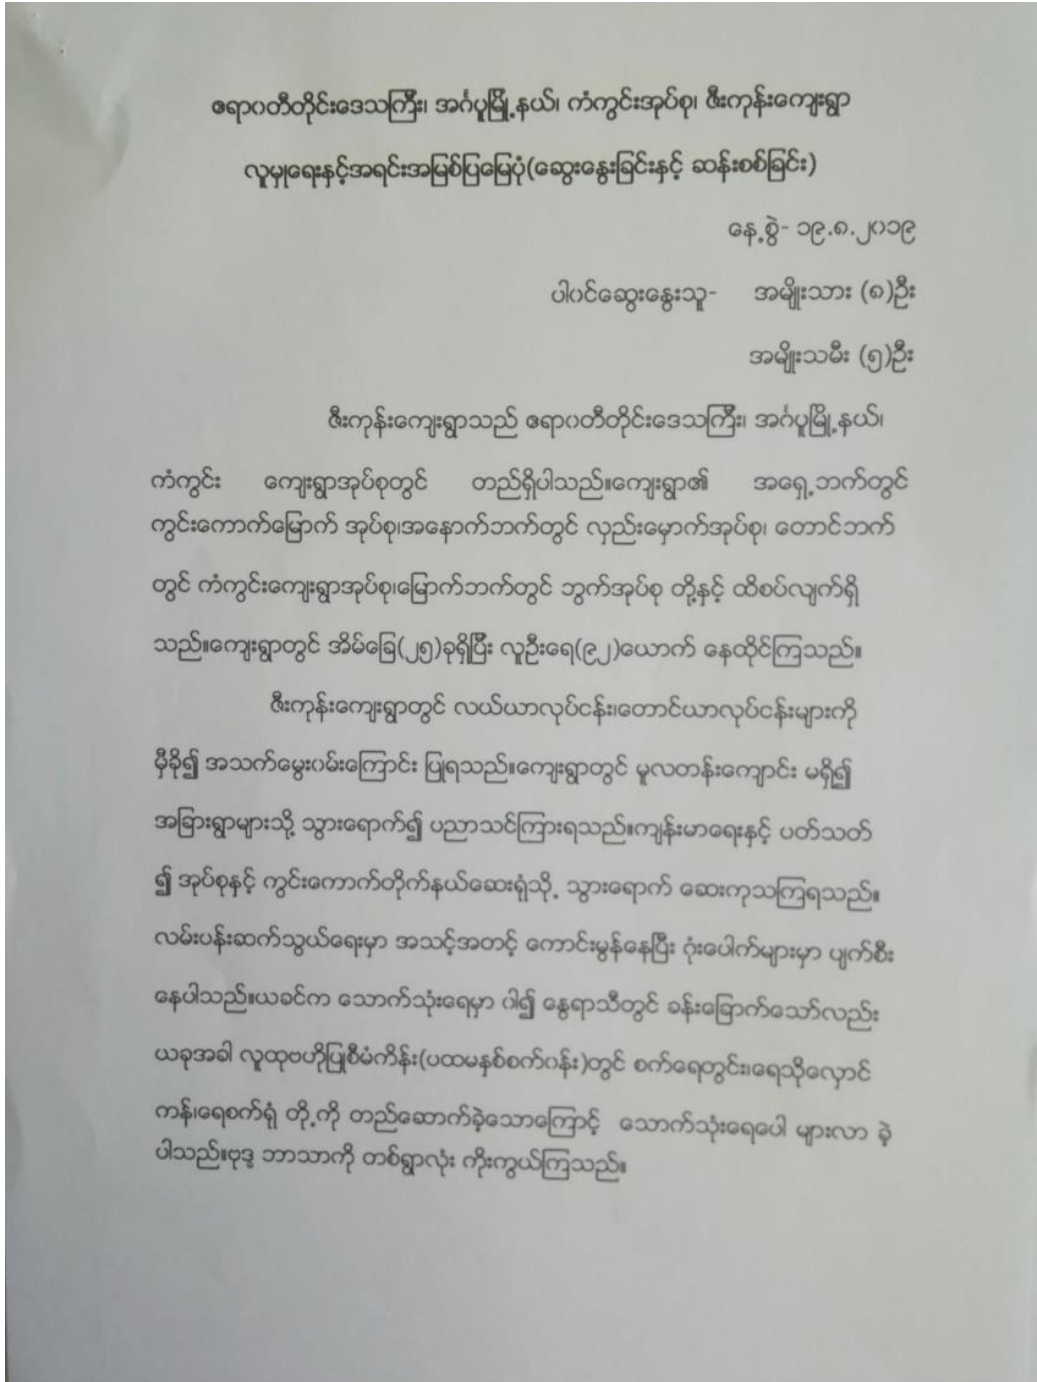 ဧရာဝတီတိုင်းဒေသကြီး၊ အင်္ဂပူမြို့နယ်၊ ကံကွင်းအုပ်စု၊ ဇီးကုန်းကျေးရွာ
လူမှုရေးနှင့်အရင်းအမြစ်ပြမြေပုံ(ဆွေးနွေးခြင်းနှင့် ဆန်းစစ်ခြင်း)
နေ့စွဲ- ၁၉.၈.၂၀၁၉
ပါဝင်ဆွေးနွေးသူ- အမျိုးသား (၈)ဦး
အမျိုးသမီး (၅)ဦး
ဇီးကုန်းကျေးရွာသည် ဧရာဝတီတိုင်းဒေသကြီး၊ အင်္ဂပူမြို့နယ်၊
ကံကွင်း ကျေးရွာအုပ်စုတွင် တည်ရှိပါသည်။ကျေးရွာ၏ အရှေ့ဘက်တွင်
ကွင်းကောက်မြောက် အုပ်စု၊အနောက်ဘက်တွင် လှည်းမှောက်အုပ်စု၊ တောင်ဘက်
တွင် ကံကွင်းကျေးရွာအုပ်စု၊မြောက်ဘက်တွင် ဘွက်အုပ်စု တို့နှင့် ထိစပ်လျက်ရှိ
သည်။ကျေးရွာတွင် အိမ်ခြေ(၂၅)ခုရှိပြီး လူဦးရေ(၉၂)ယောက် နေထိုင်ကြသည်။
ဇီးကုန်းကျေးရွာတွင် လယ်ယာလုပ်ငန်း၊တောင်ယာလုပ်ငန်းများကို
မှီခို၍ အသက်မွေးဝမ်းကြောင်း ပြုရသည်။ကျေးရွာတွင် မူလတန်းကျောင်း မရှိ၍
အခြားရွာများသို့ သွားရောက်၍ ပညာသင်ကြားရသည်။ကျန်းမာရေးနှင့် ပတ်သတ်
၍ အုပ်စုနှင့် ကွင်းကောက်တိုက်နယ်ဆေးရုံသို့ သွားရောက် ဆေးကုသကြရသည်။
လမ်းပန်းဆက်သွယ်ရေးမှာ အသင့်အတင့် ကောင်းမွန်နေပြီး ဂုံးပေါက်များမှာ ပျက်စီး
နေပါသည်။ယခင်က သောက်သုံးရေမှာ ပါ၍ နွေရာသီတွင် ခန်းခြောက်သော်လည်း
ယခုအခါ လူထုဗဟိုပြုစီမံကိန်း(ပထမနှစ်စက်ဝန်း)တွင် စက်ရေတွင်း၊ရေသိုလှောင်
ကန်၊ရေစက်ရုံ တို့ကို တည်ဆောက်ခဲ့သောကြောင့် သောက်သုံးရေပေါ များလာ ခဲ့
ပါသည်။ဗုဒ္ဓ ဘာသာကို တစ်ရွာလုံး ကိုးကွယ်ကြသည်။